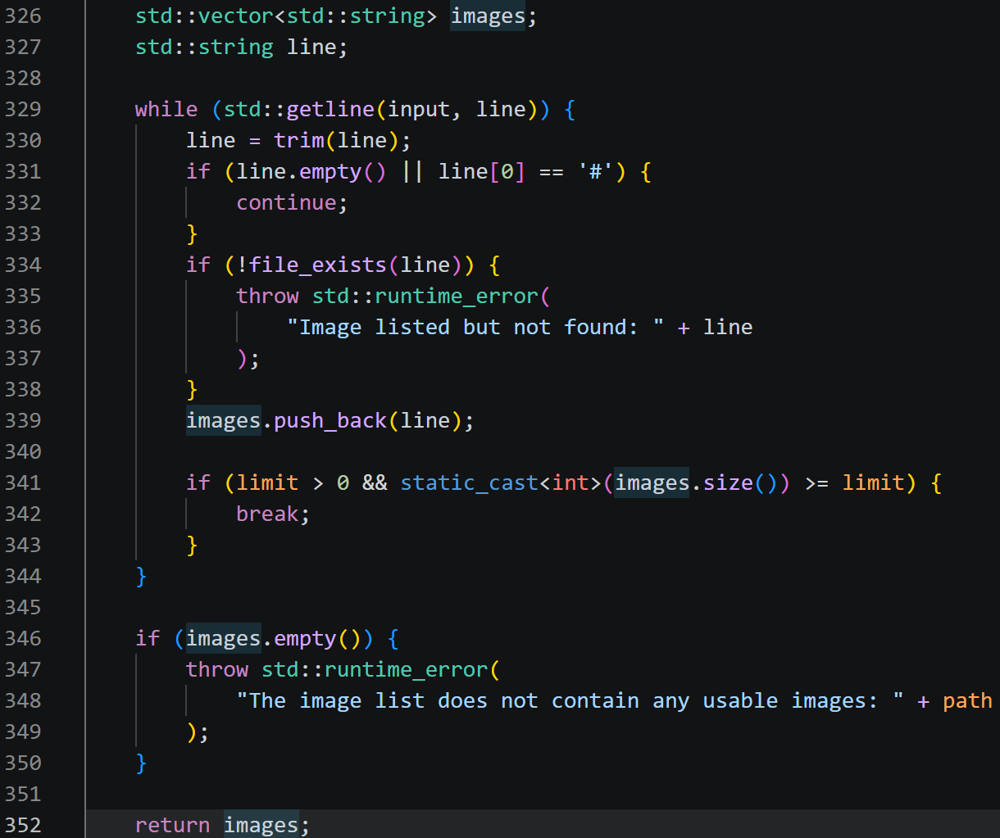 326 std::vector<std::string> images;
327 std::string line;
328
329 while (std::getline(input, line)) {
330 line = trim(line);
331 if (line.empty() || line[0] == '#') {
332 continue;
333 }
334 if (!file_exists(line)) {
335 throw std::runtime_error(
336 "Image listed but not found: " + line
337 );
338 }
339 images.push_back(line);
340
341 if (limit > 0 && static_cast<int>(images.size()) >= limit) {
342 break;
343 }
344 }
345
346 if (images.empty()) {
347 throw std::runtime_error(
348 "The image list does not contain any usable images: " + path
349 );
350 }
351
352 return images;